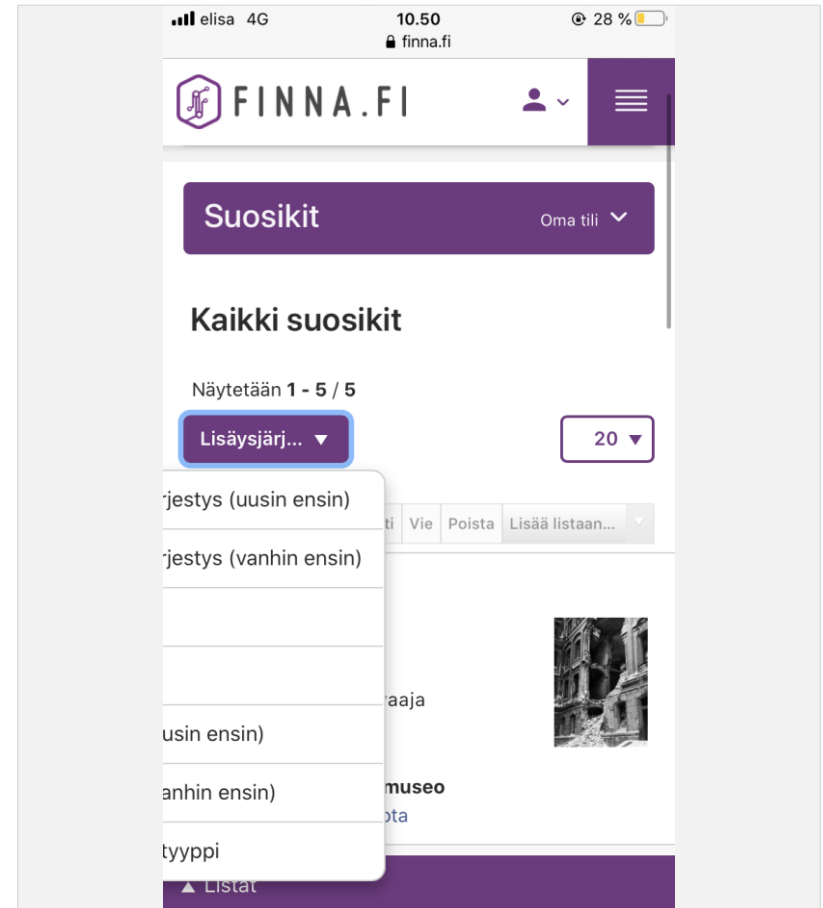 elisa 4G 10.50 28 %
finna.fi
FINNA.FI
Suosikit Oma tili
Kaikki suosikit
Näytetään 1 - 5 / 5
Lisäysjärj... ▼ 20 ▼
rjestys (uusin ensin)
ti Vie Poista Lisää listaan...
rjestys (vanhin ensin)
aaja
usin ensin)
anhin ensin) museo
ota
tyyppi
▲ Listat